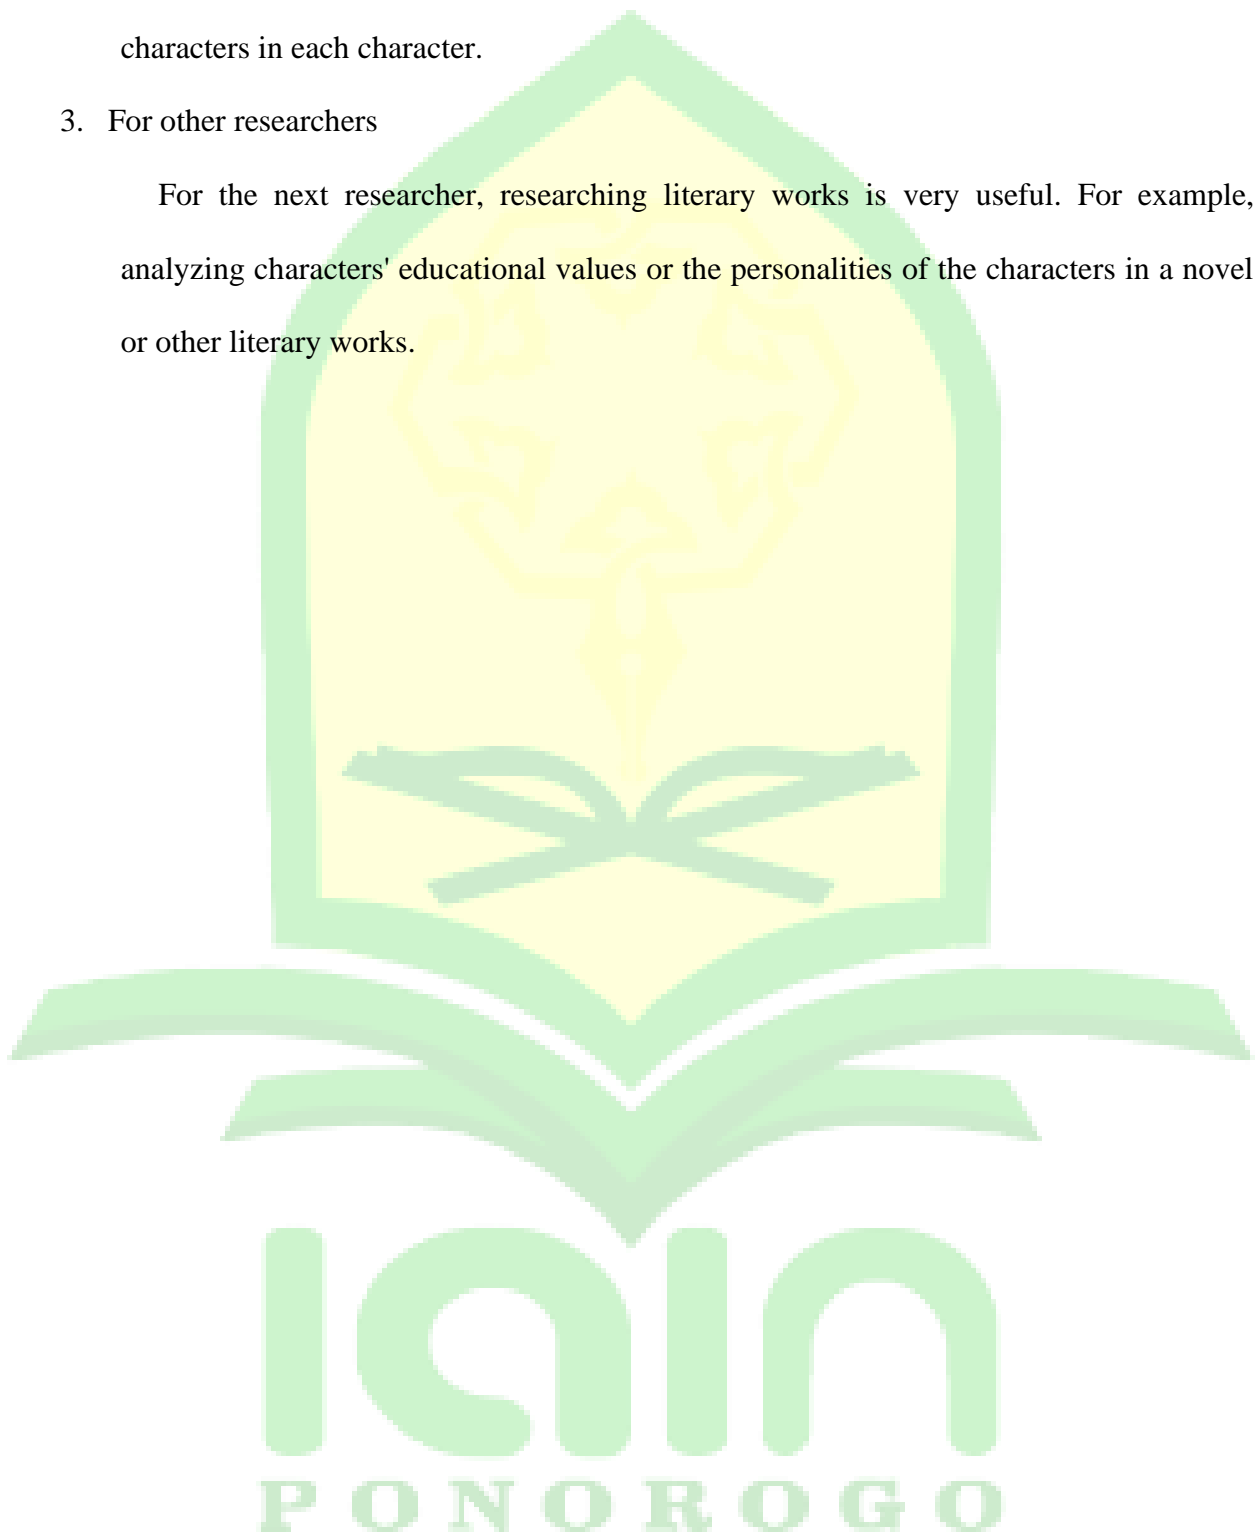 characters in each character.
3. For other researchers
For the next researcher, researching literary works is very useful. For example,
analyzing characters' educational values or the personalities of the characters in a novel
or other literary works.
iain
PONOROGO